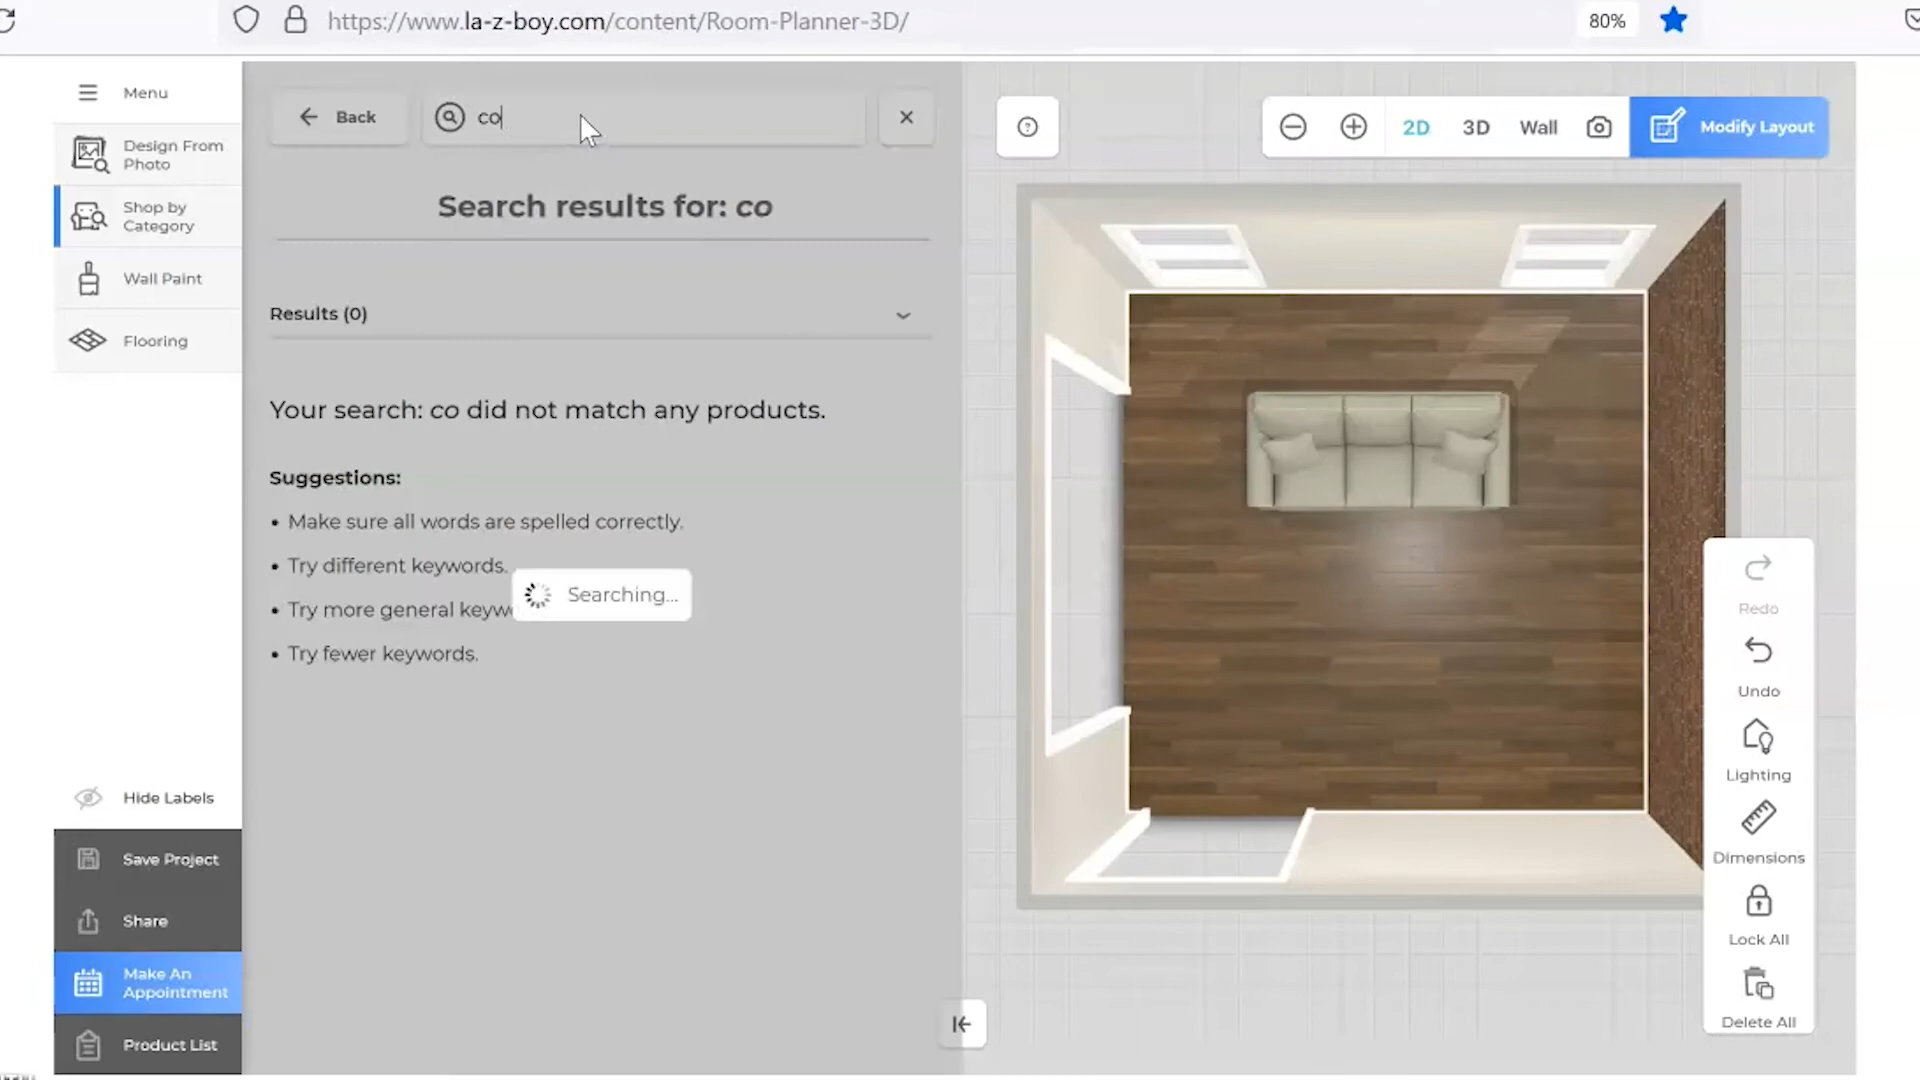 https://www.la-z-boy.com/content/Room-Planner-3D/
80%
Menu
Design From
Photo
Shop by
Category
Wall Paint
Flooring
Hide Labels
Save Project
Share
Make An
Appointment
Product List
Back
co
Search results for: co
Results (0)
Your search: co did not match any products.
Suggestions:
• Make sure all words are spelled correctly.
• Try different keywords.
• Try more general
• Try fewer keywords.
Searching...
2D
3D
Wall
Modify Layout
Redo
Undo
Lighting
Dimensions
Lock All
Delete All